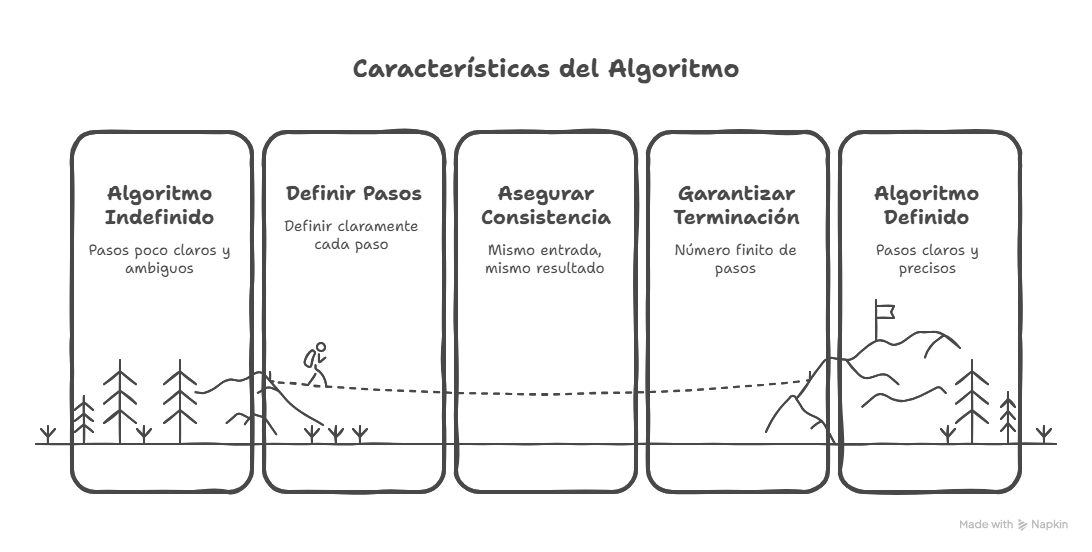 Características del Algoritmo
Algoritmo
Indefinido
Pasos poco claros y
ambiguos
Definir Pasos
Definir claramente
cada paso
Asegurar
Consistencia
Mismo entrada,
mismo resultado
Garantizar
Terminación
Número finito de
pasos
Algoritmo
Definido
Pasos claros y
precisos
Made with Napkin